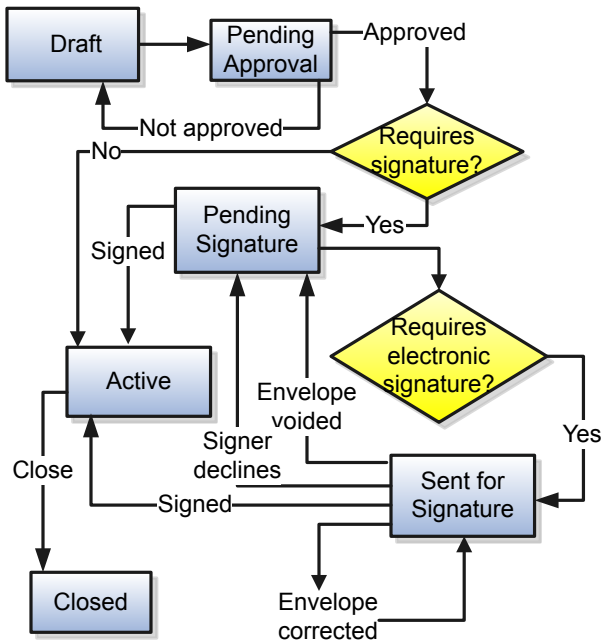 Draft
Pending
Approval
Approved
Not approved
Requires
signature?
No
Pending
Signature
Yes
Signed
Requires
electronic
signature?
Active
Envelope
voided
Signer
declines
Yes
Close
Sent for
Signature
Signed
Closed
Envelope
corrected